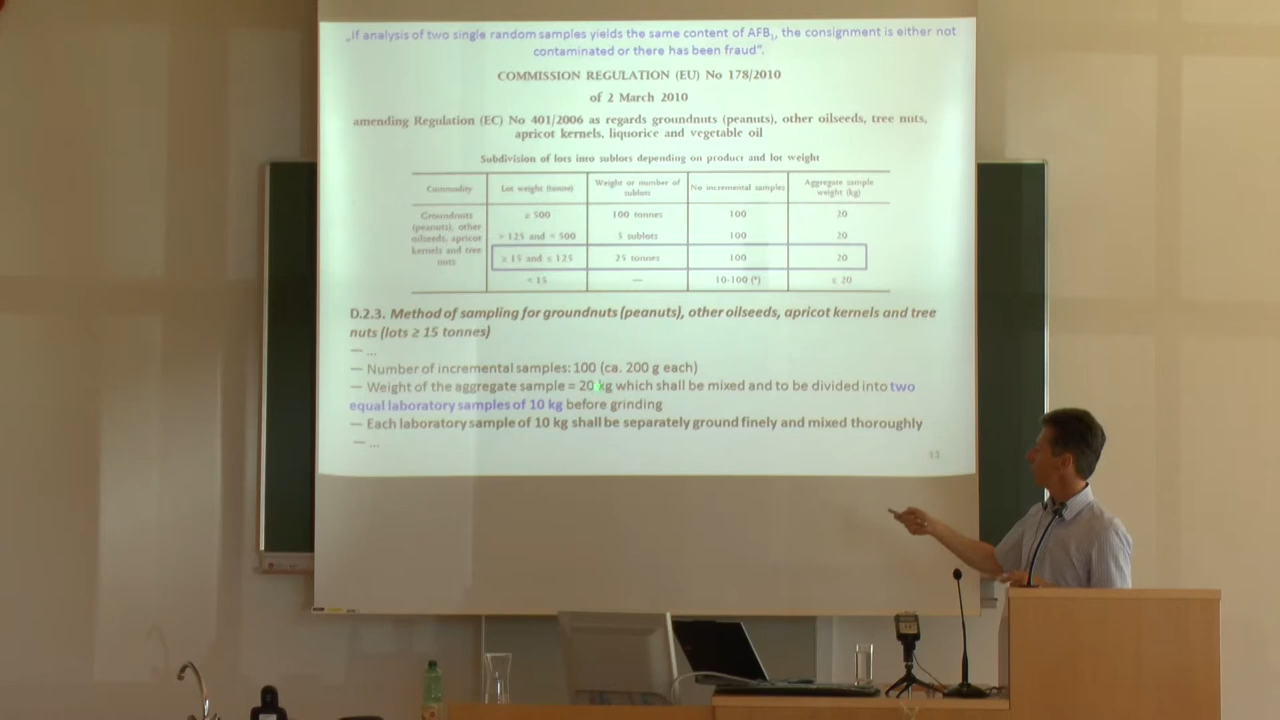 „If analysis of two single random samples yields the same content of AFB1, the consignment is either not
contaminated or there has been fraud”.
COMMISSION REGULATION (EU) No 178/2010
of 2 March 2010
amending Regulation (EC) No 401/2006 as regards groundnuts (peanuts), other oilseeds, tree nuts,
apricot kernels, liquorice and vegetable oil
Subdivision of lots into sublots depending on product and lot weight
Commodity Lot weight (tonne) Weight or number of sublots No incremental samples Aggregate sample weight (kg)
Groundnuts (peanuts), other oilseeds, apricot kernels and tree nuts
≥ 500 100 tonnes 100 20
> 125 and < 500 5 sublots 100 20
≥ 15 and ≤ 125 25 tonnes 100 20
< 15 — 10-100 (*) ≤ 20
D.2.3. Method of sampling for groundnuts (peanuts), other oilseeds, apricot kernels and tree
nuts (lots ≥ 15 tonnes)
— ...
— Number of incremental samples: 100 (ca. 200 g each)
— Weight of the aggregate sample = 20 kg which shall be mixed and to be divided into two
equal laboratory samples of 10 kg before grinding
— Each laboratory sample of 10 kg shall be separately ground finely and mixed thoroughly
— ...
13